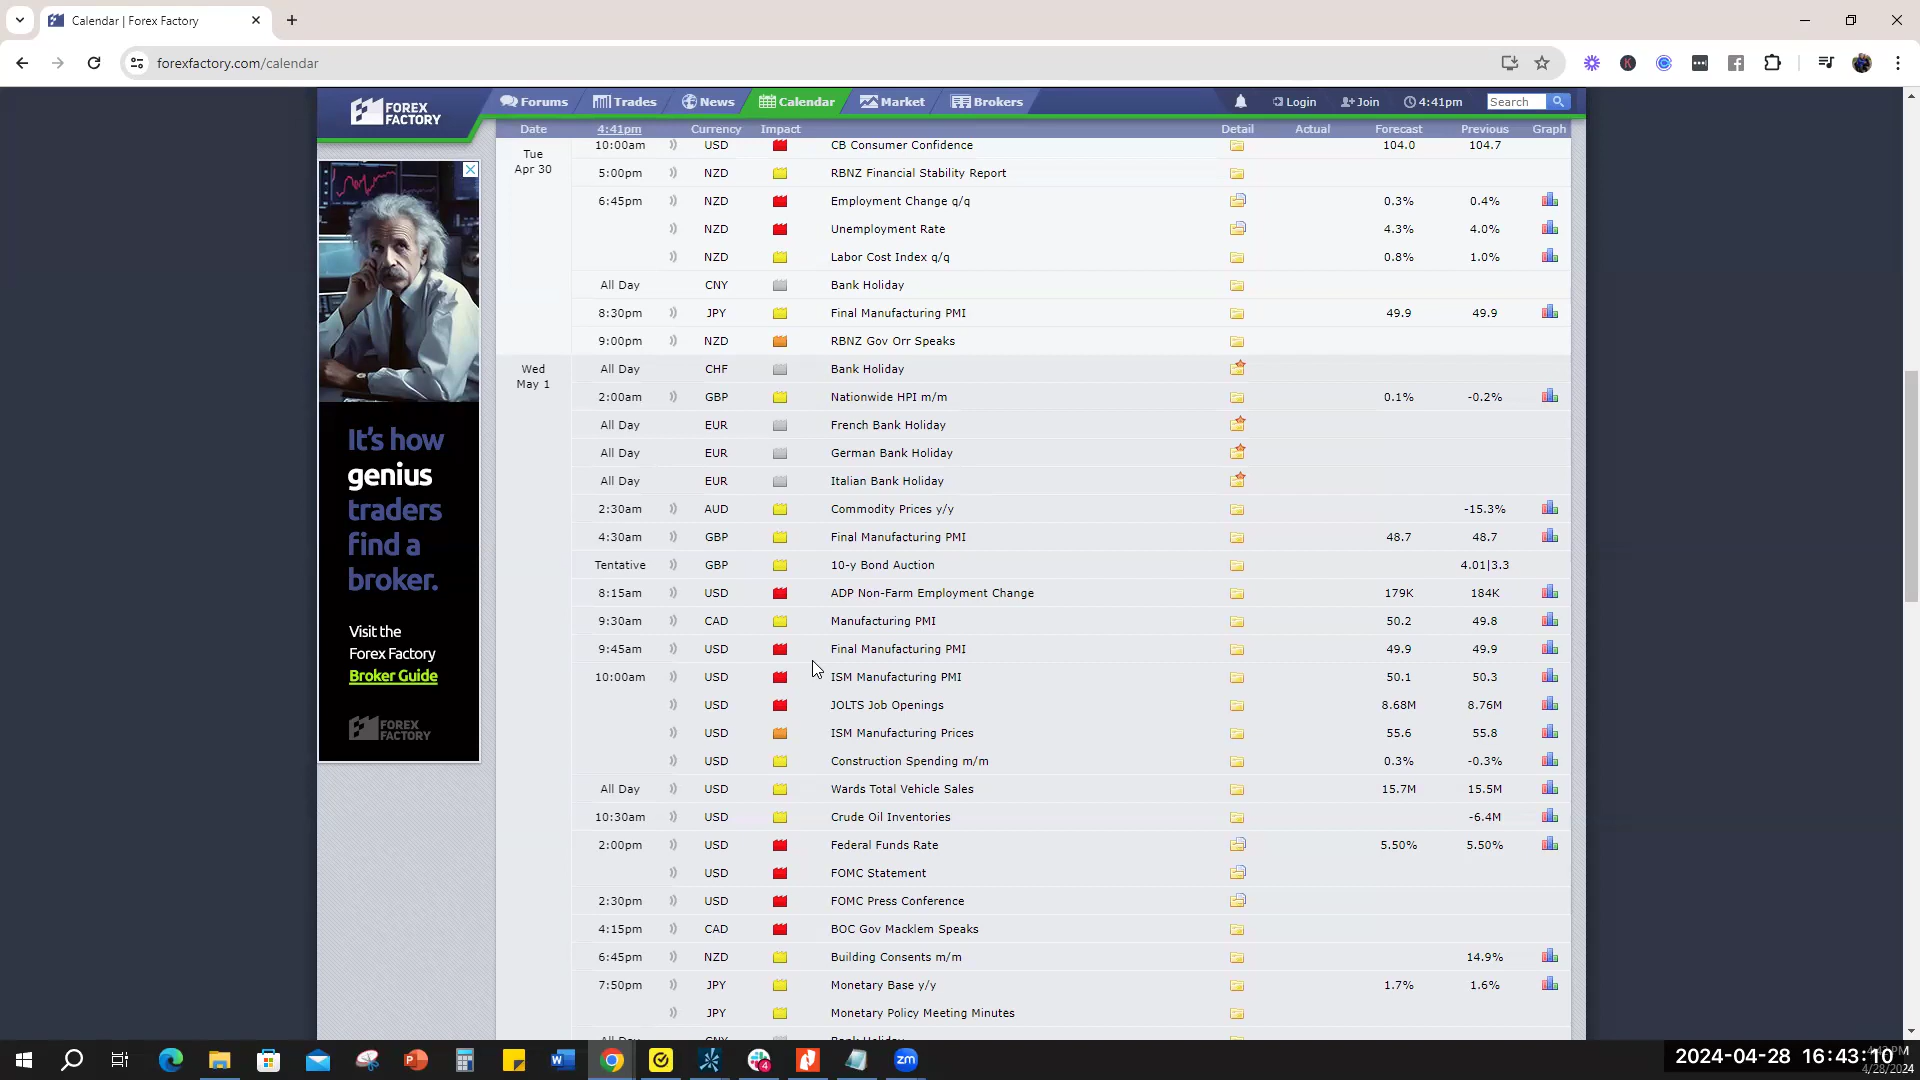 Calendar | Forex Factory
forexfactory.com/calendar
FOREX FACTORY
Forums Trades News Calendar Market Brokers Login Join 4:41pm Search
Date 4:41pm Currency Impact Detail Actual Forecast Previous Graph
Tue Apr 30
10:00am USD CB Consumer Confidence 104.0 104.7
5:00pm NZD RBNZ Financial Stability Report
6:45pm NZD Employment Change q/q 0.3% 0.4%
NZD Unemployment Rate 4.3% 4.0%
NZD Labor Cost Index q/q 0.8% 1.0%
All Day CNY Bank Holiday
8:30pm JPY Final Manufacturing PMI 49.9 49.9
9:00pm NZD RBNZ Gov Orr Speaks
Wed May 1
All Day CHF Bank Holiday
2:00am GBP Nationwide HPI m/m 0.1% -0.2%
All Day EUR French Bank Holiday
All Day EUR German Bank Holiday
All Day EUR Italian Bank Holiday
2:30am AUD Commodity Prices y/y -15.3%
4:30am GBP Final Manufacturing PMI 48.7 48.7
Tentative GBP 10-y Bond Auction 4.01|3.3
8:15am USD ADP Non-Farm Employment Change 179K 184K
9:30am CAD Manufacturing PMI 50.2 49.8
9:45am USD Final Manufacturing PMI 49.9 49.9
10:00am USD ISM Manufacturing PMI 50.1 50.3
USD JOLTS Job Openings 8.68M 8.76M
USD ISM Manufacturing Prices 55.6 55.8
USD Construction Spending m/m 0.3% -0.3%
All Day USD Wards Total Vehicle Sales 15.7M 15.5M
10:30am USD Crude Oil Inventories -6.4M
2:00pm USD Federal Funds Rate 5.50% 5.50%
USD FOMC Statement
2:30pm USD FOMC Press Conference
4:15pm CAD BOC Gov Macklem Speaks
6:45pm NZD Building Consents m/m 14.9%
7:50pm JPY Monetary Base y/y 1.7% 1.6%
JPY Monetary Policy Meeting Minutes
All Day CNY Bank Holiday
It's how
genius
traders
find a
broker.
Visit the
Forex Factory
Broker Guide
FOREX
FACTORY
2024-04-28 16:43:10
4/28/2024